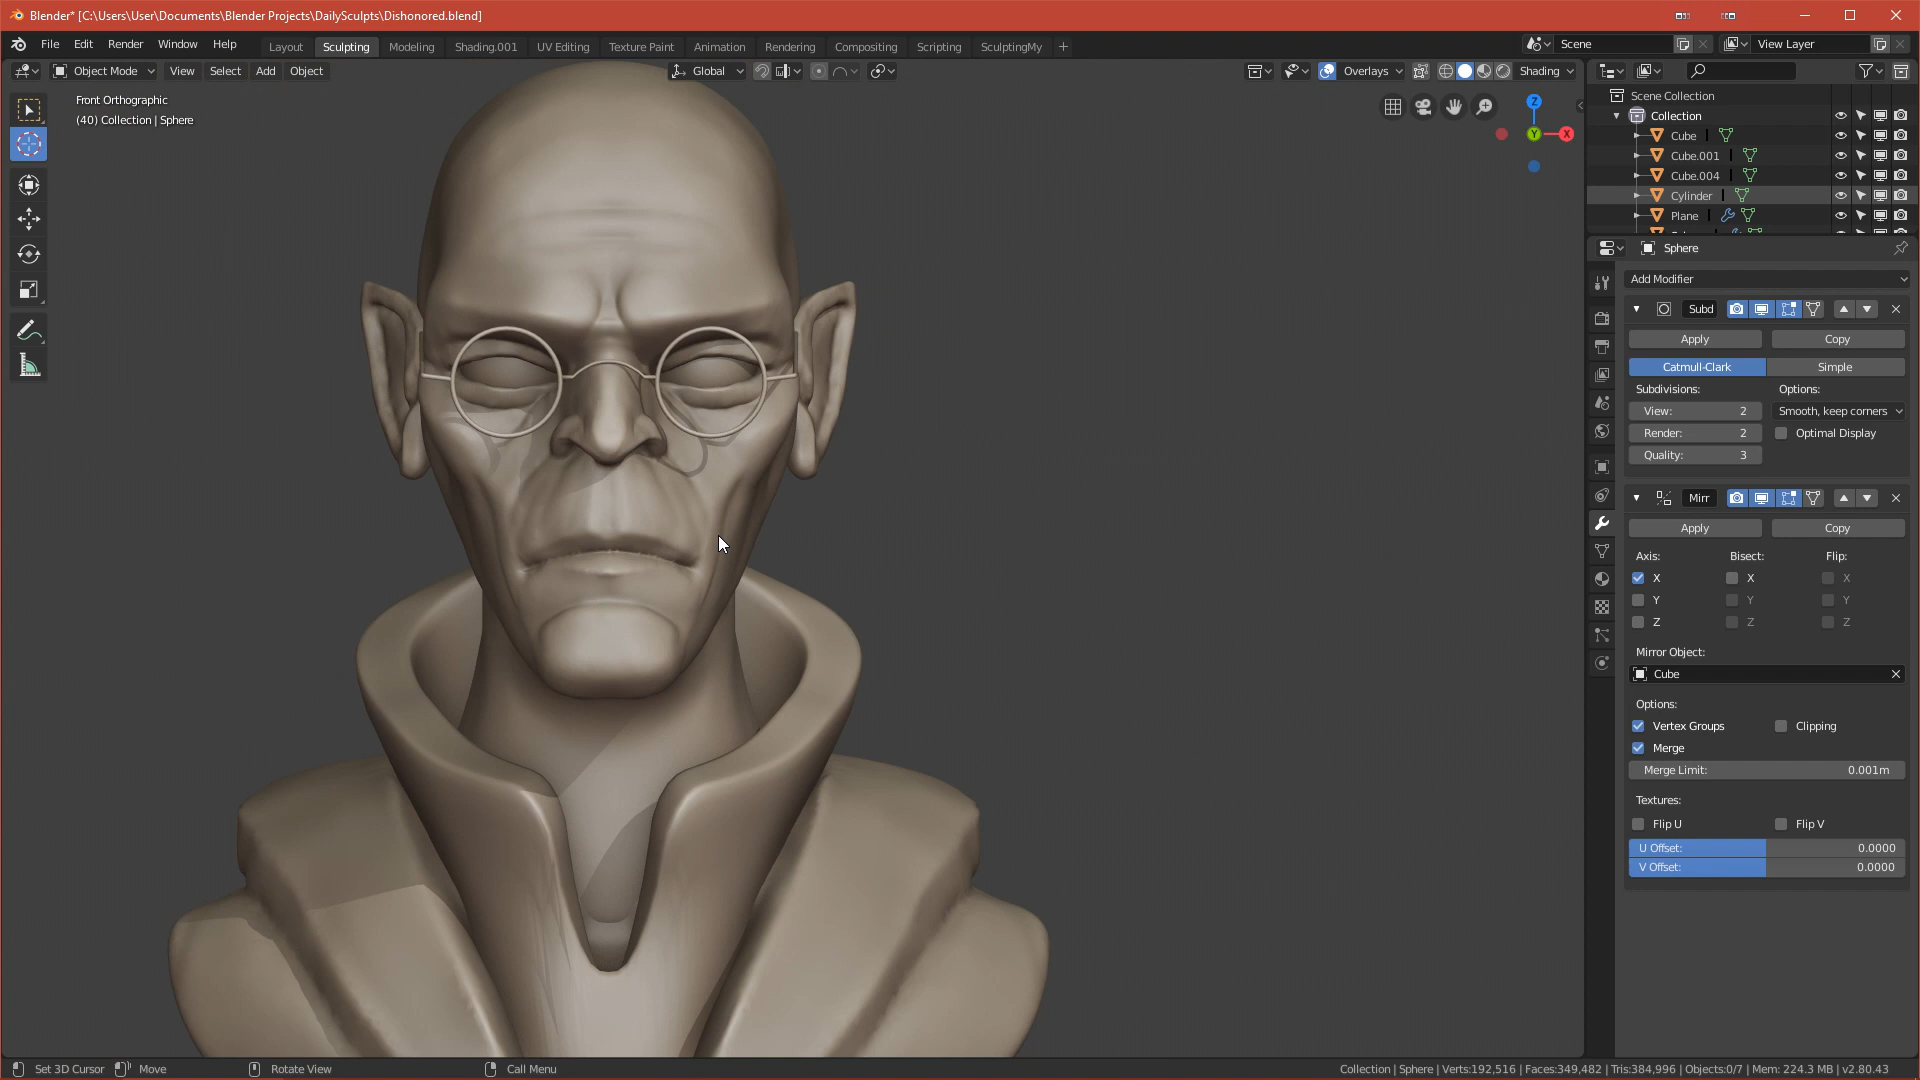 Blender* [C:\Users\User\Documents\Blender Projects\DailySculpts\Dishonored.blend]
File Edit Render Window Help Layout Sculpting Modeling Shading.001 UV Editing Texture Paint Animation Rendering Compositing Scripting SculptingMy + Scene View Layer
Object Mode View Select Add Object Global Overlays Shading
Front Orthographic
(40) Collection | Sphere
Z
Y
X
Scene Collection
Collection
Cube
Cube.001
Cube.004
Cylinder
Plane
Sphere
Add Modifier
Subd
Apply Copy
Catmull-Clark Simple
Subdivisions: Options:
View: 2 Smooth, keep corners
Render: 2 Optimal Display
Quality: 3
Mirr
Apply Copy
Axis: Bisect: Flip:
X X X
Y Y Y
Z Z Z
Mirror Object:
Cube
Options:
Vertex Groups Clipping
Merge
Merge Limit: 0.001m
Textures:
Flip U Flip V
U Offset: 0.0000
V Offset: 0.0000
Set 3D Cursor Move Rotate View Call Menu Collection | Sphere | Verts:192,516 | Faces:349,482 | Tris:384,996 | Objects:0/7 | Mem: 224.3 MB | v2.80.43